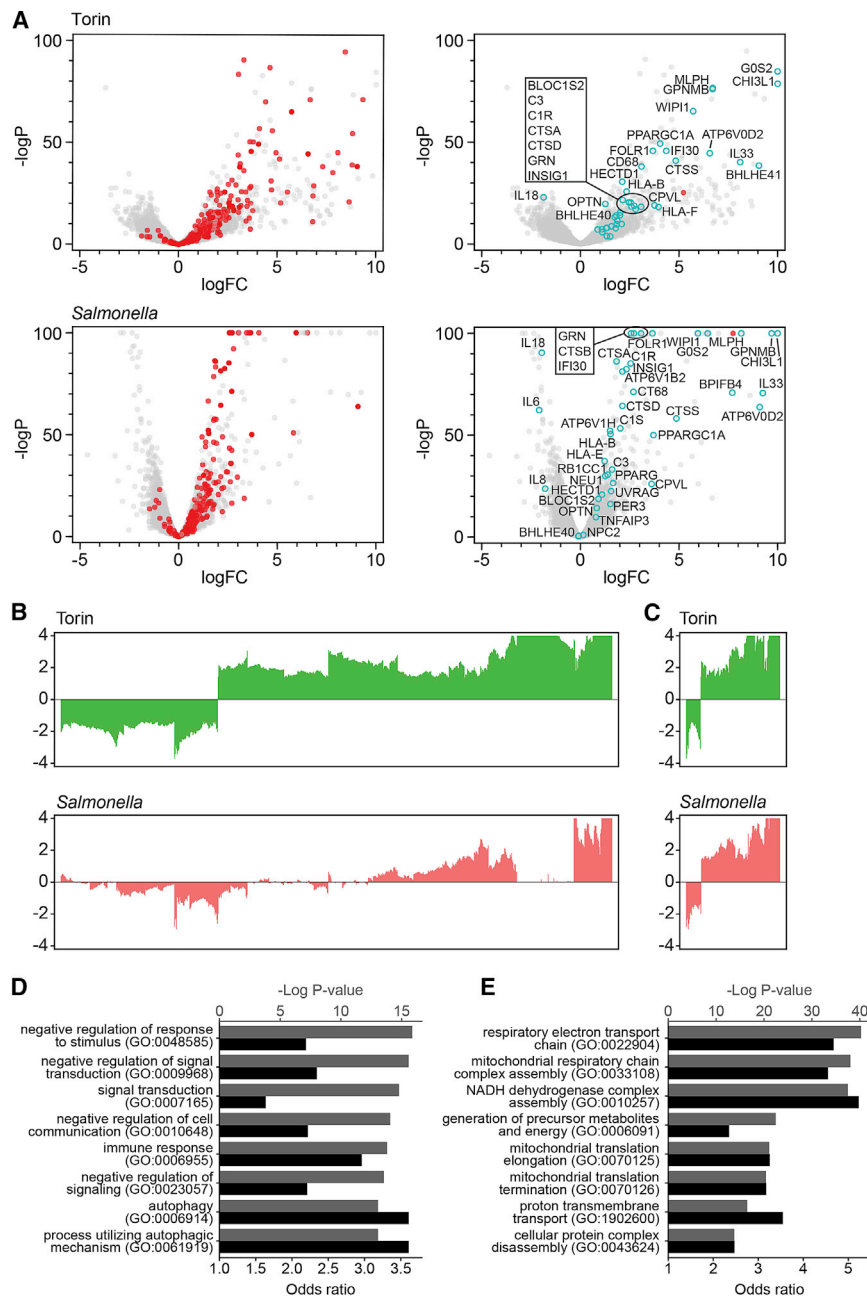 A
Torin
100
50
0
-logP
-5
0
5
10
logFC
100
50
0
-logP
BLOC1S2
C3
C1R
CTSA
CTSD
GRN
INSIG1
G0S2
MLPH
CHI3L1
GPNMB
WIPI1
PPARGC1A
ATP6V0D2
FOLR1
IFI30
IL33
CD68
CTSS
HECTD1
BHLHE41
HLA-B
IL18
OPTN
CPVL
BHLHE40
HLA-F
-5
0
5
10
logFC
Salmonella
100
50
0
-logP
-5
0
5
10
logFC
100
50
0
-logP
GRN
CTSB
IFI30
IL18
FOLR1
WIPI1
MLPH
G0S2
GPNMB
CHI3L1
CTSA
C1R
INSIG1
ATP6V1B2
BPIFB4
IL33
CT68
IL6
CTSD
CTSS
ATP6V0D2
ATP6V1H
C1S
PPARGC1A
HLA-B
HLA-E
C3
RB1CC1
PPARG
IL8
NEU1
CPVL
HECTD1
UVRAG
BLOC1S2
PER3
OPTN
TNFAIP3
BHLHE40
NPC2
-5
0
5
10
logFC
B
Torin
4
2
0
-2
-4
Salmonella
4
2
0
-2
-4
C
Torin
4
2
0
-2
-4
Salmonella
4
2
0
-2
-4
D
-Log P-value
0 5 10 15
negative regulation of response
to stimulus (GO:0048585)
negative regulation of signal
transduction (GO:0009968)
signal transduction
(GO:0007165)
negative regulation of cell
communication (GO:0010648)
immune response
(GO:0006955)
negative regulation of
signaling (GO:0023057)
autophagy
(GO:0006914)
process utilizing autophagic
mechanism (GO:0061919)
1.0 1.5 2.0 2.5 3.0 3.5
Odds ratio
E
-Log P-value
0 10 20 30 40
respiratory electron transport
chain (GO:0022904)
mitochondrial respiratory chain
complex assembly (GO:0033108)
NADH dehydrogenase complex
assembly (GO:0010257)
generation of precursor metabolites
and energy (GO:0006091)
mitochondrial translation
elongation (GO:0070125)
mitochondrial translation
termination (GO:0070126)
proton transmembrane
transport (GO:1902600)
cellular protein complex
disassembly (GO:0043624)
1 2 3 4 5
Odds ratio